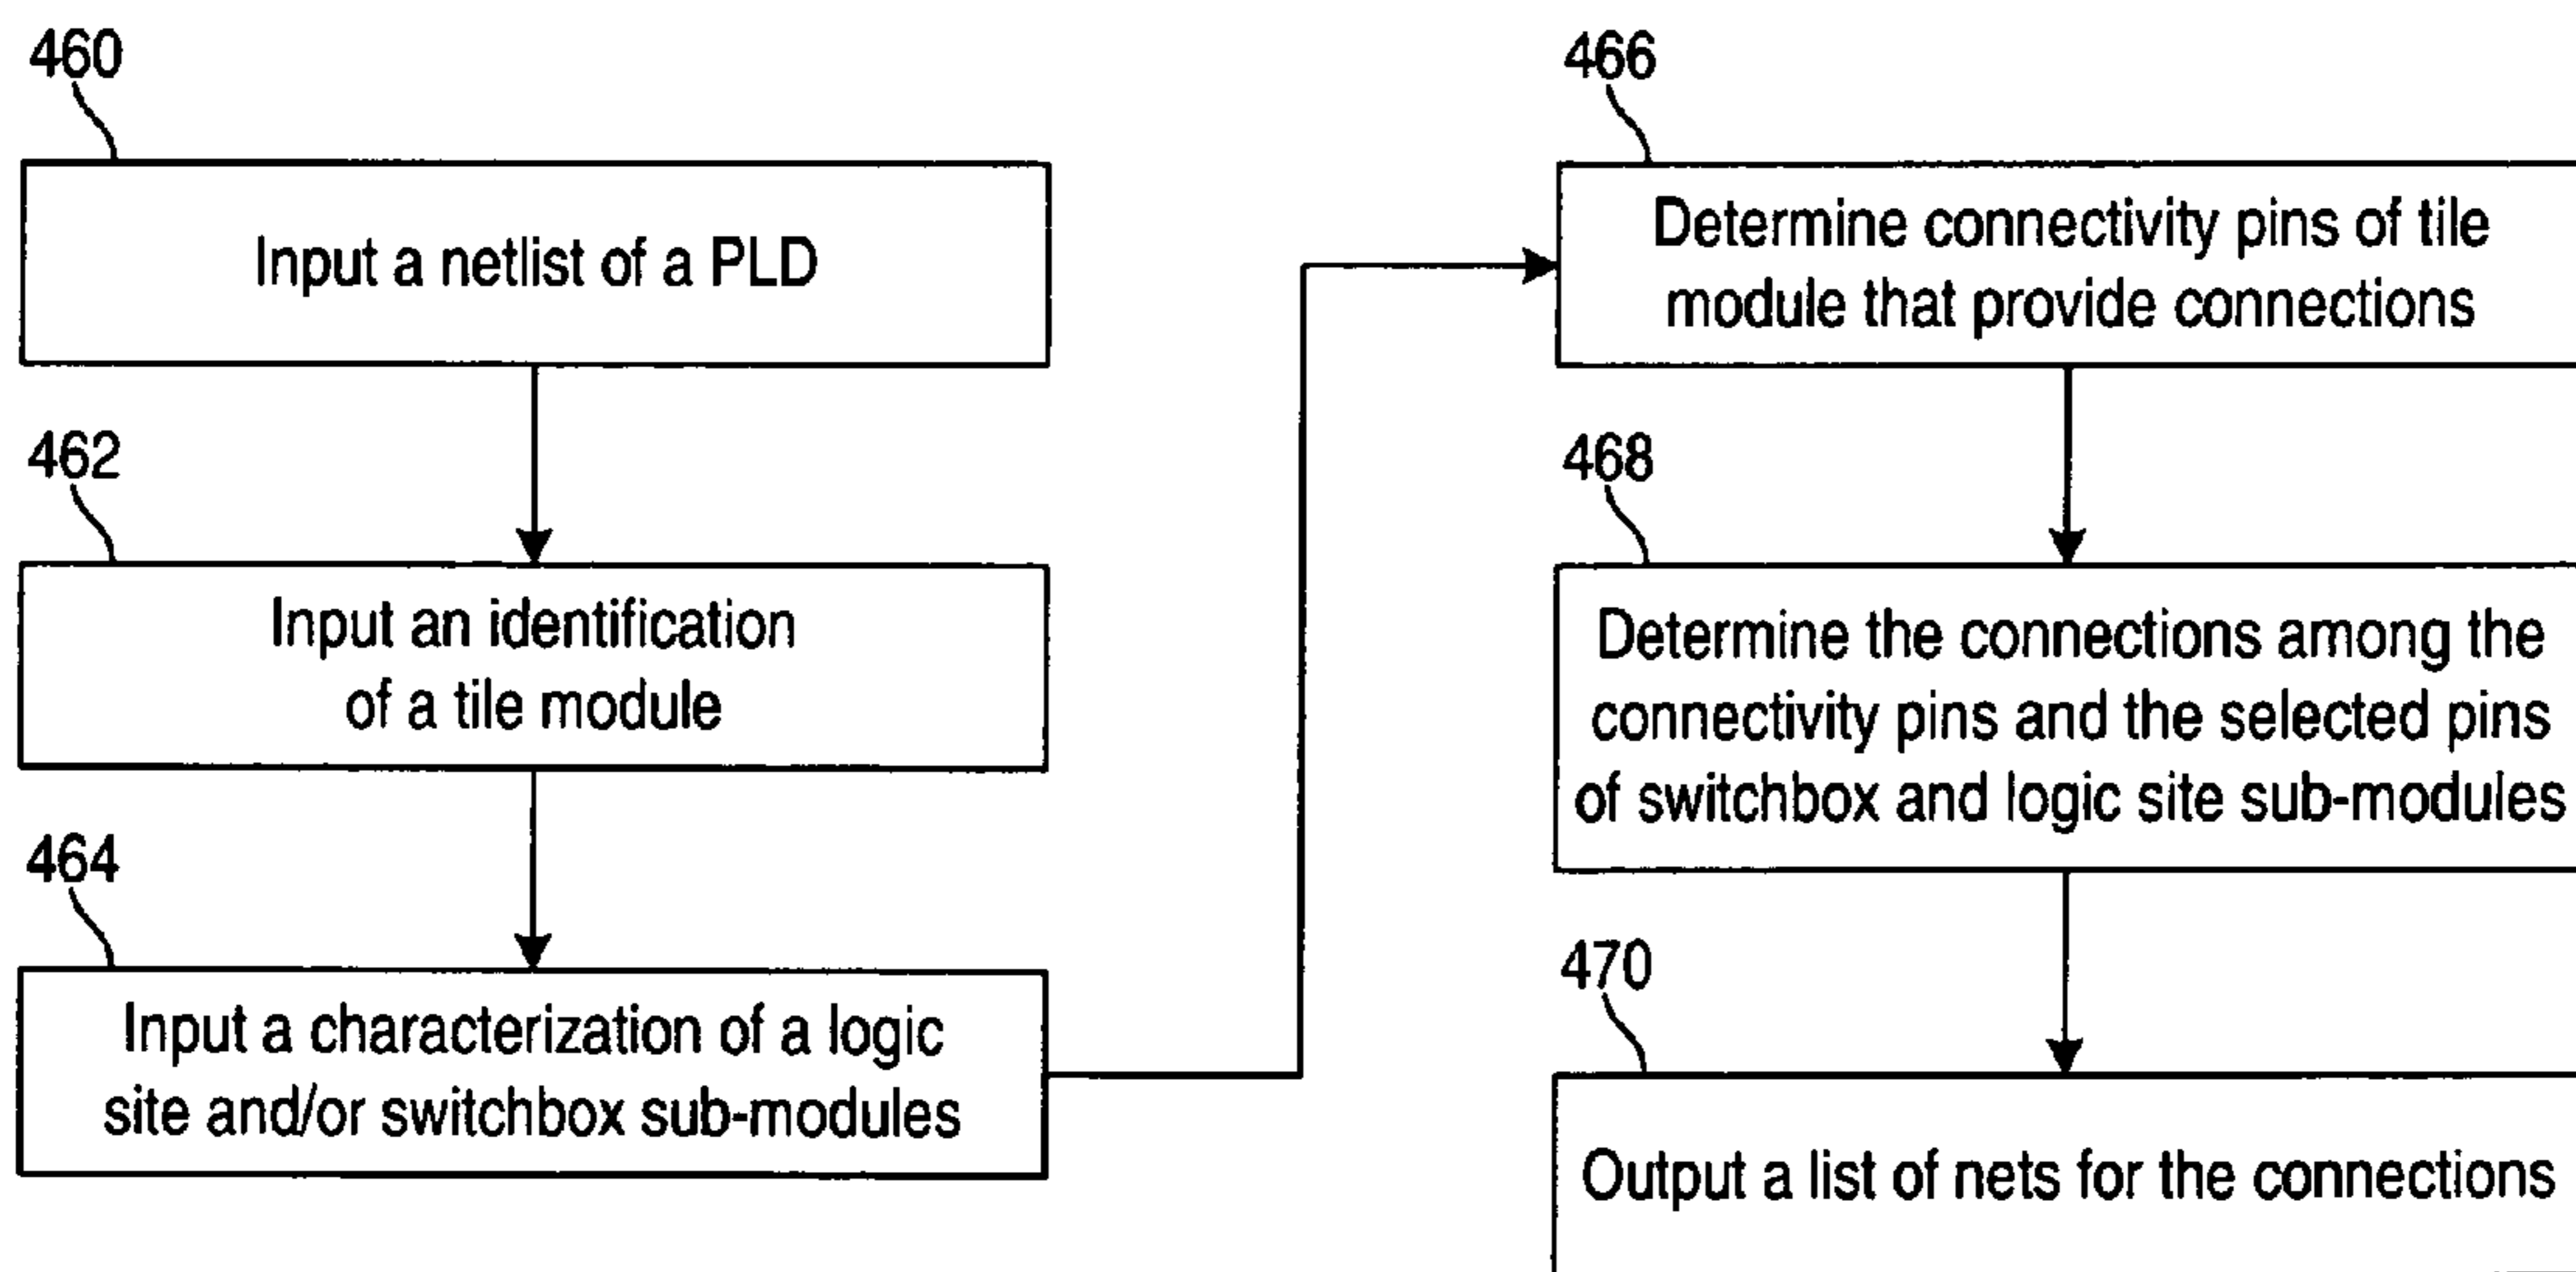 460
Input a netlist of a PLD
462
Input an identification
of a tile module
464
Input a characterization of a logic
site and/or switchbox sub-modules
466
Determine connectivity pins of tile
module that provide connections
468
Determine the connections among the
connectivity pins and the selected pins
of switchbox and logic site sub-modules
470
Output a list of nets for the connections